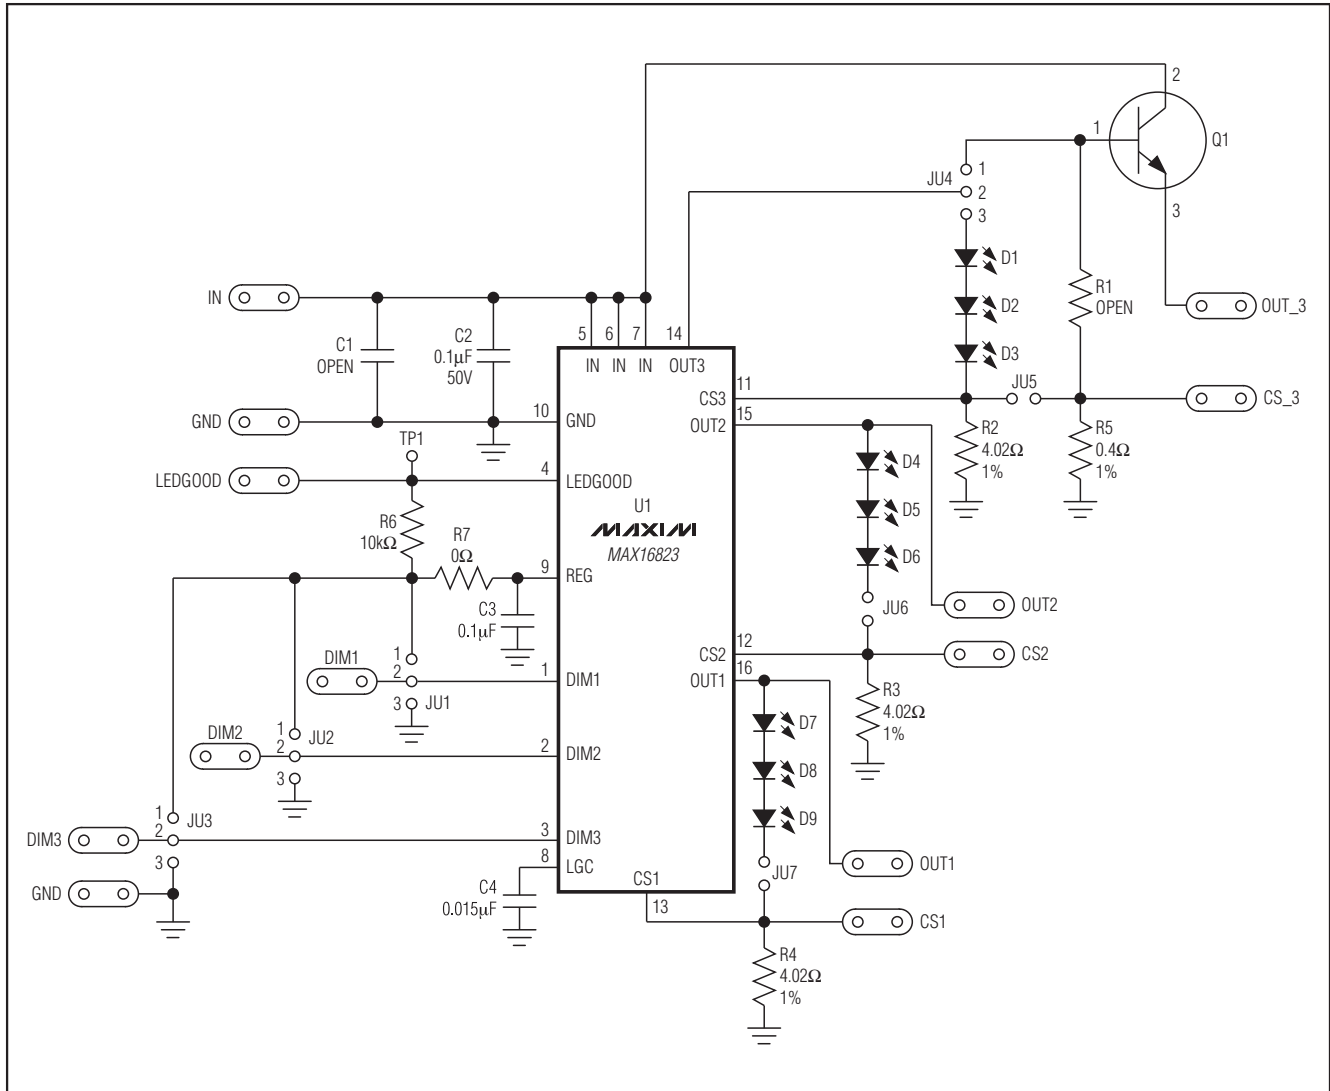 2
1
Q1
1
JU4
2
3
3
D1
IN
R1
OPEN
OUT_3
D2
5
6
7
14
C1
OPEN
C2
0.1µF
50V
D3
IN
IN
IN
OUT3
JU5
11
CS3
CS_3
10
15
GND
GND
OUT2
R2
4.02Ω
1%
R5
0.4Ω
1%
TP1
D4
4
LEDGOOD
LEDGOOD
U1
D5
MAXIM
R6
10kΩ
R7
0Ω
MAX16823
D6
9
REG
JU6
OUT2
C3
0.1µF
12
CS2
CS2
DIM1
1
2
3
JU1
1
DIM1
16
OUT1
R3
4.02Ω
1%
D7
DIM2
1
2
3
JU2
2
DIM2
D8
D9
1
JU3
DIM3
2
3
3
DIM3
8
LGC
OUT1
JU7
CS1
GND
C4
0.015µF
13
CS1
R4
4.02Ω
1%